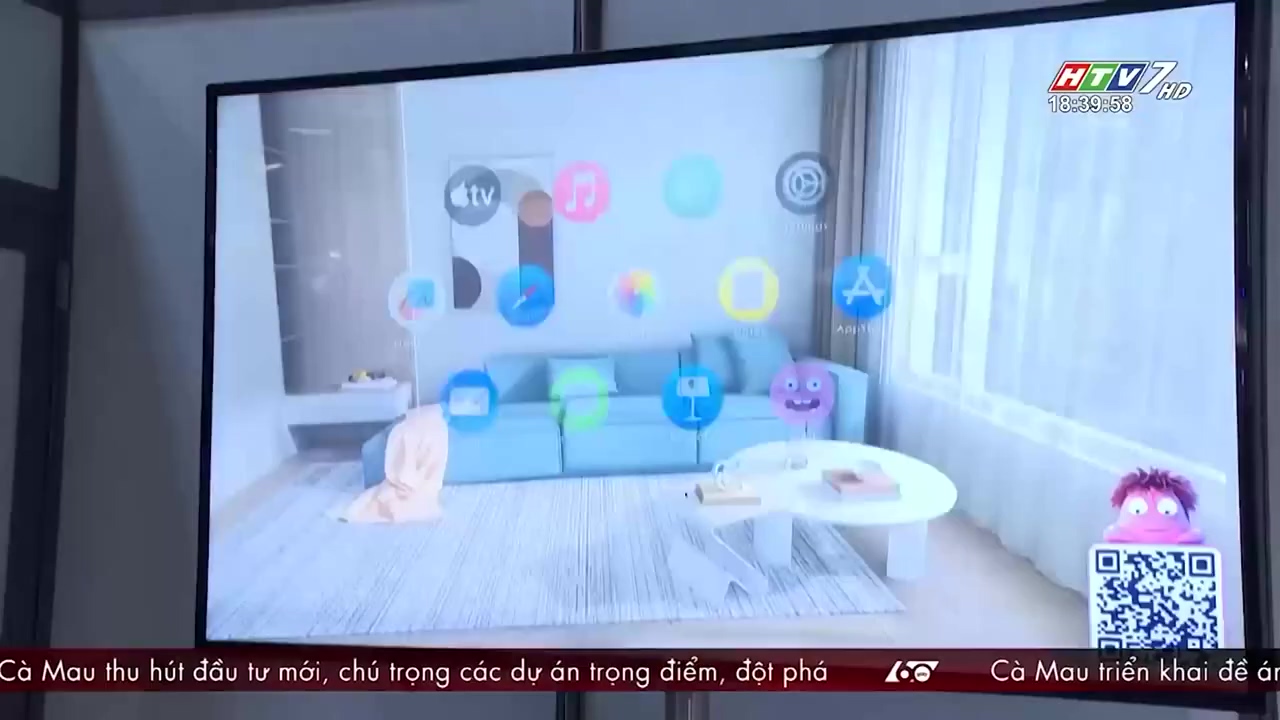 HTV7 HD
18:39:58
tv
Cà Mau thu hút đầu tư mới, chú trọng các dự án trọng điểm, đột phá 60 Cà Mau triển khai đề án